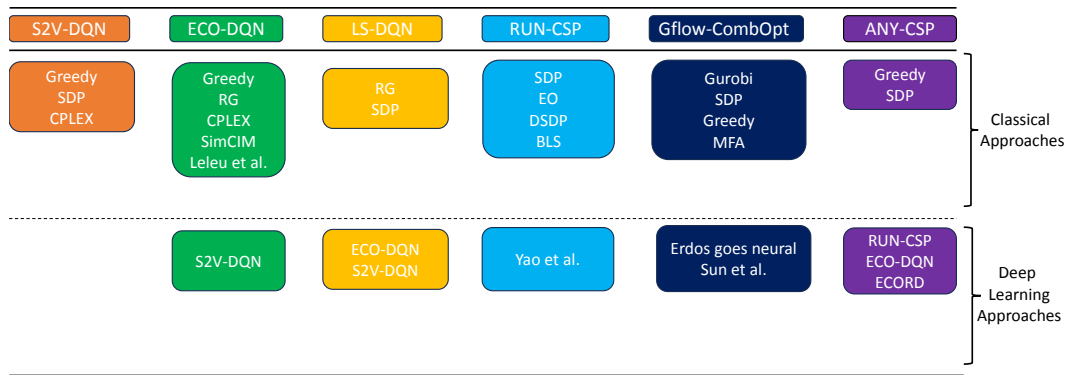 S2V-DQN
ECO-DQN
LS-DQN
RUN-CSP
Gflow-CombOpt
ANY-CSP
Greedy
SDP
CPLEX
Greedy
RG
CPLEX
SimCIM
Leleu et al.
RG
SDP
SDP
EO
DSDP
BLS
Gurobi
SDP
Greedy
MFA
Greedy
SDP
Classical
Approaches
S2V-DQN
ECO-DQN
S2V-DQN
Yao et al.
Erdos goes neural
Sun et al.
RUN-CSP
ECO-DQN
ECORD
Deep
Learning
Approaches